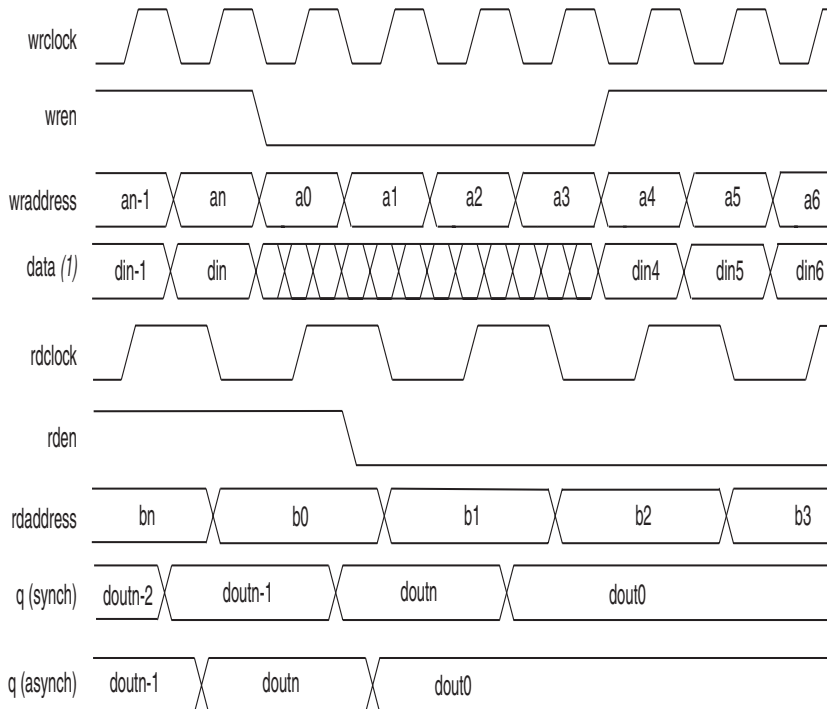 wrclock
wren
wraddress an-1 an a0 a1 a2 a3 a4 a5 a6
data (1) din-1 din din4 din5 din6
rdclock
rden
rdaddress bn b0 b1 b2 b3
q (synch) doutn-2 doutn-1 doutn dout0
q (asynch) doutn-1 doutn dout0